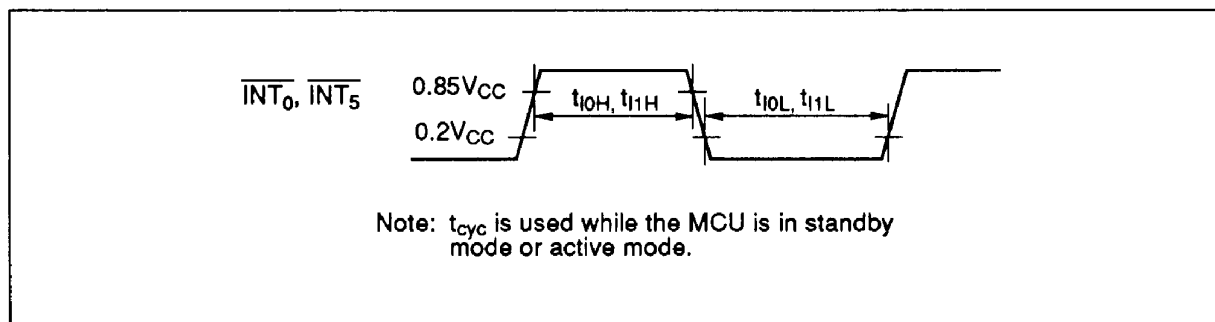 INT0, INT5
0.85VCC
tI0H, tI1H
tI0L, tI1L
0.2VCC
Note: tcyc is used while the MCU is in standby
mode or active mode.